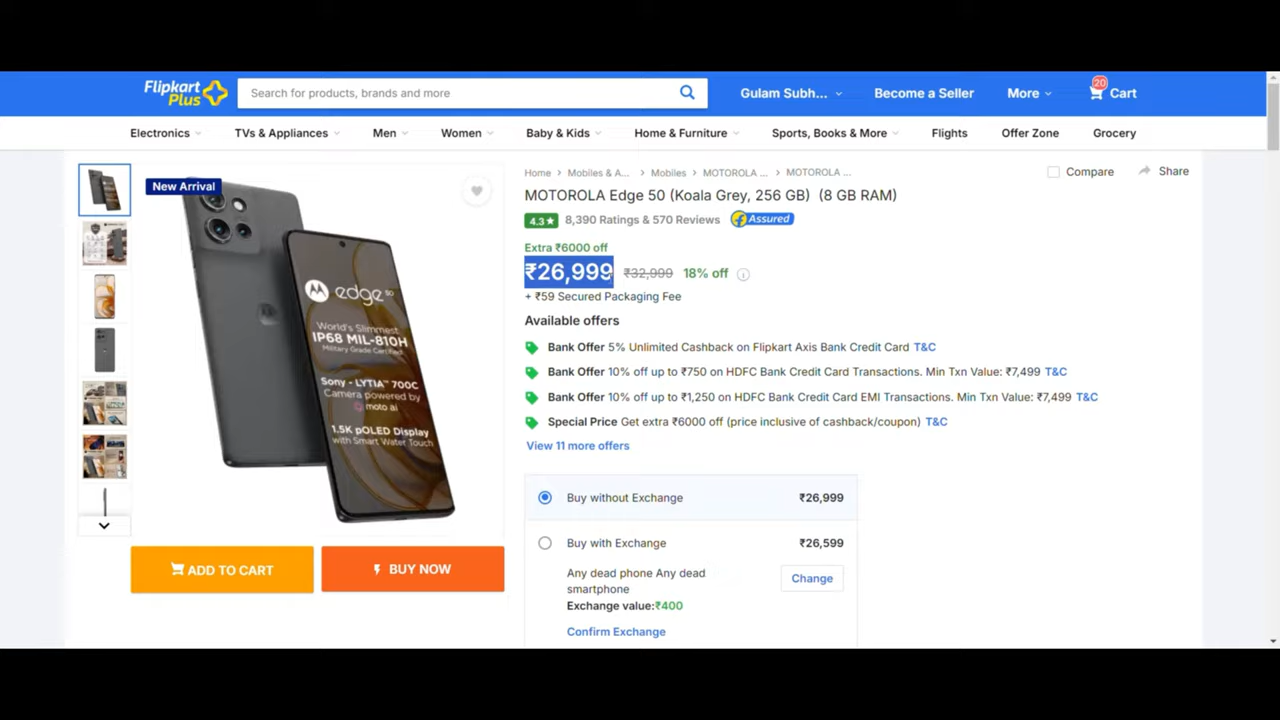 Flipkart
Plus
Search for products, brands and more
Gulam Subh...
Become a Seller
More
20
Cart
Electronics
TVs & Appliances
Men
Women
Baby & Kids
Home & Furniture
Sports, Books & More
Flights
Offer Zone
Grocery
New Arrival
edge 50
World's Slimmest
IP68 MIL-810H
Military Grade Certified
Sony - LYTIA™ 700C
Camera powered by
moto ai
1.5K pOLED Display
with Smart Water Touch
ADD TO CART
BUY NOW
Home > Mobiles & A... > Mobiles > MOTOROLA ... > MOTOROLA ...
Compare
Share
MOTOROLA Edge 50 (Koala Grey, 256 GB) (8 GB RAM)
4.3★ 8,390 Ratings & 570 Reviews Assured
Extra ₹6000 off
₹26,999 ₹32,999 18% off
+ ₹59 Secured Packaging Fee
Available offers
Bank Offer 5% Unlimited Cashback on Flipkart Axis Bank Credit Card T&C
Bank Offer 10% off up to ₹750 on HDFC Bank Credit Card Transactions. Min Txn Value: ₹7,499 T&C
Bank Offer 10% off up to ₹1,250 on HDFC Bank Credit Card EMI Transactions. Min Txn Value: ₹7,499 T&C
Special Price Get extra ₹6000 off (price inclusive of cashback/coupon) T&C
View 11 more offers
Buy without Exchange ₹26,999
Buy with Exchange ₹26,599
Any dead phone Any dead
smartphone
Change
Exchange value:₹400
Confirm Exchange